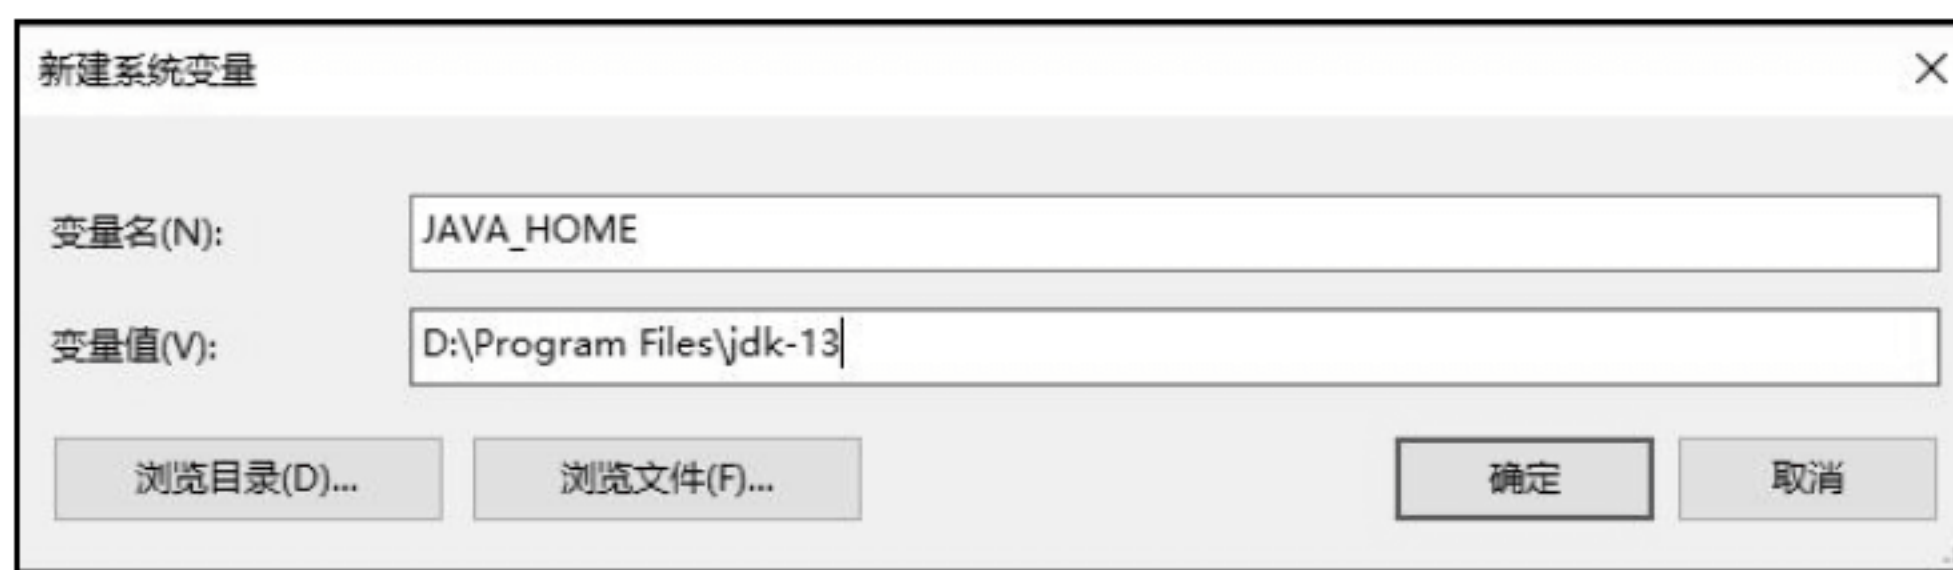 新建系统变量
变量名(N):
JAVA_HOME
变量值(V):
D:\Program Files\jdk-13
浏览目录(D)...
浏览文件(F)...
确定
取消